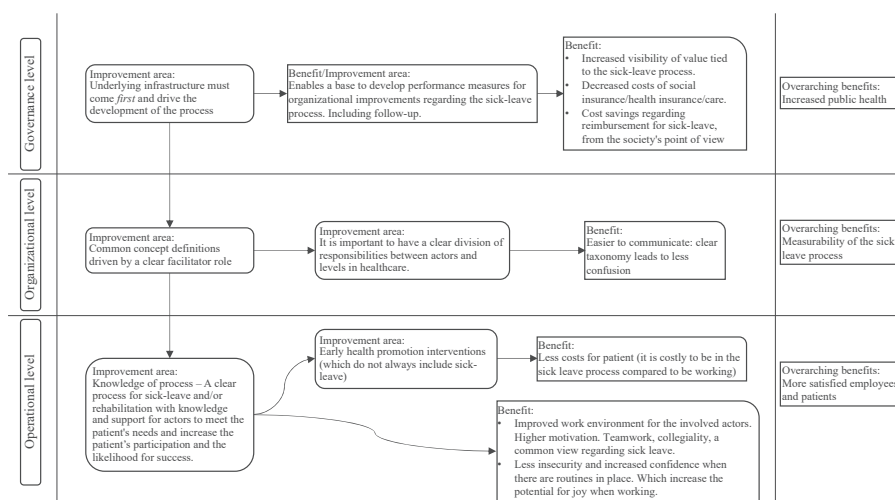 Governance level
Improvement area:
Underlying infrastructure must
come first and drive the
development of the process
Benefit/Improvement area:
Enables a base to develop performance measures for
organizational improvements regarding the sick-leave
process. Including follow-up.
Benefit:
• Increased visibility of value tied
to the sick-leave process.
• Decreased costs of social
insurance/health insurance/care.
• Cost savings regarding
reimbursement for sick-leave,
from the society's point of view
Overarching benefits:
Increased public health
Organizational level
Improvement area:
Common concept definitions
driven by a clear facilitator role
Improvement area:
It is important to have a clear division of
responsibilities between actors and
levels in healthcare.
Benefit:
Easier to communicate: clear
taxonomy leads to less
confusion
Overarching benefits:
Measurability of the sick
leave process
Operational level
Improvement area:
Knowledge of process – A clear
process for sick-leave and/or
rehabilitation with knowledge
and support for actors to meet the
patient's needs and increase the
patient's participation and the
likelihood for success.
Improvement area:
Early health promotion interventions
(which do not always include sick-
leave)
Benefit:
Less costs for patient (it is costly to be in the
sick leave process compared to be working)
Benefit:
• Improved work environment for the involved actors.
Higher motivation. Teamwork, collegiality, a
common view regarding sick leave.
• Less insecurity and increased confidence when
there are routines in place. Which increase the
potential for joy when working.
Overarching benefits:
More satisfied employees
and patients